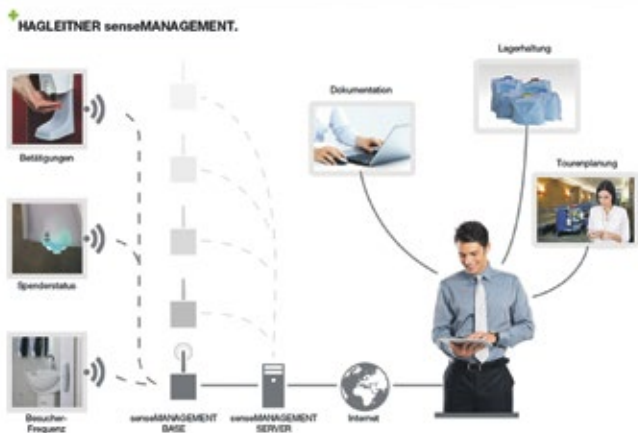 HAGLEITNER senseMANAGEMENT.
Lagerhaltung
Dokumentation
Betätigungen
Tourenplanung
Spenderstatus
Besucher-
Frequenz
senseMANAGEMENT
BASE
senseMANAGEMENT
SERVER
Internet